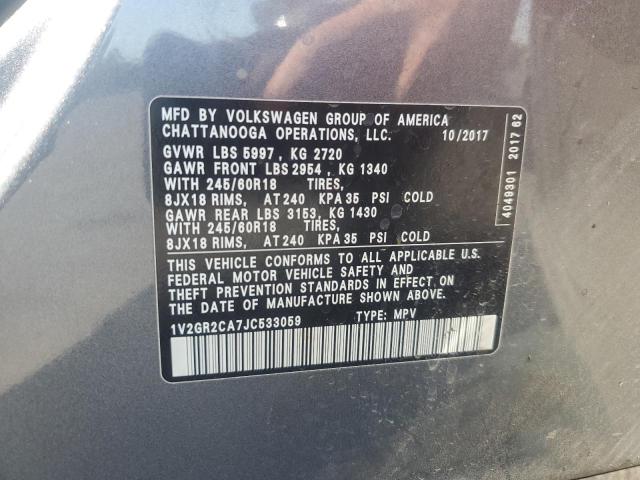 MFD BY VOLKSWAGEN GROUP OF AMERICA
CHATTANOOGA OPERATIONS, LLC. 10/2017
GVWR LBS 5997 , KG 2720
GAWR FRONT LBS 2954 , KG 1340
WITH 245/60R18 TIRES,
8JX18 RIMS, AT 240 KPA 35 PSI COLD
GAWR REAR LBS 3153, KG 1430
WITH 245/60R18 TIRES,
8JX18 RIMS, AT 240 KPA 35 PSI COLD
THIS VEHICLE CONFORMS TO ALL APPLICABLE U.S.
FEDERAL MOTOR VEHICLE SAFETY AND
THEFT PREVENTION STANDARDS IN EFFECT ON
THE DATE OF MANUFACTURE SHOWN ABOVE.
1V2GR2CA7JC533059 TYPE: MPV
4049301 2017 62